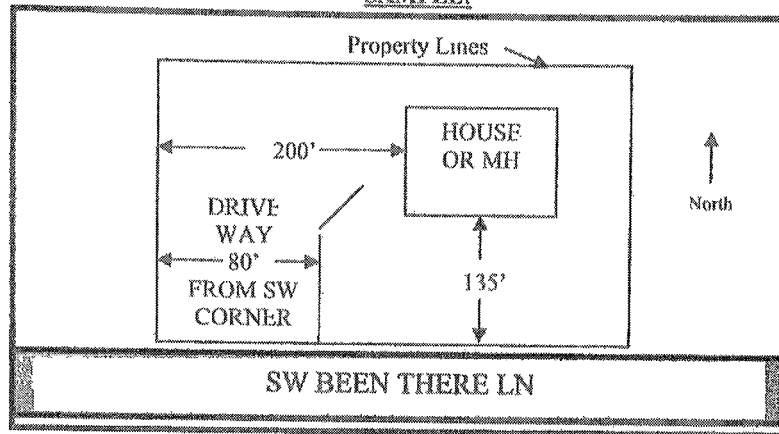 Property Lines
200'
HOUSE
OR MH
North
DRIVE
WAY
80'
FROM SW
CORNER
135'
SW BEEN THERE LN